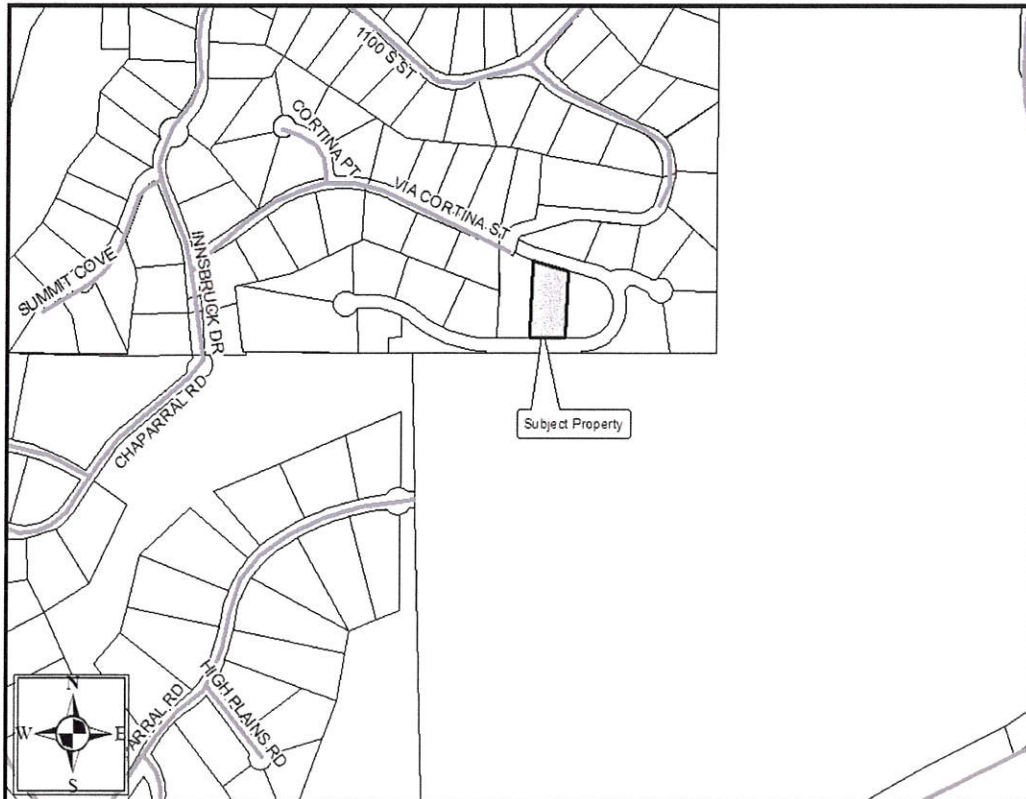 1100 S ST
CORTINA PT
VIA CORTINA ST
SUMMIT COVE
INNSBRUCK DR
CHAPARRAL RD
Subject Property
HIGH PLAINS RD
ARRAL RD
N
W E
S